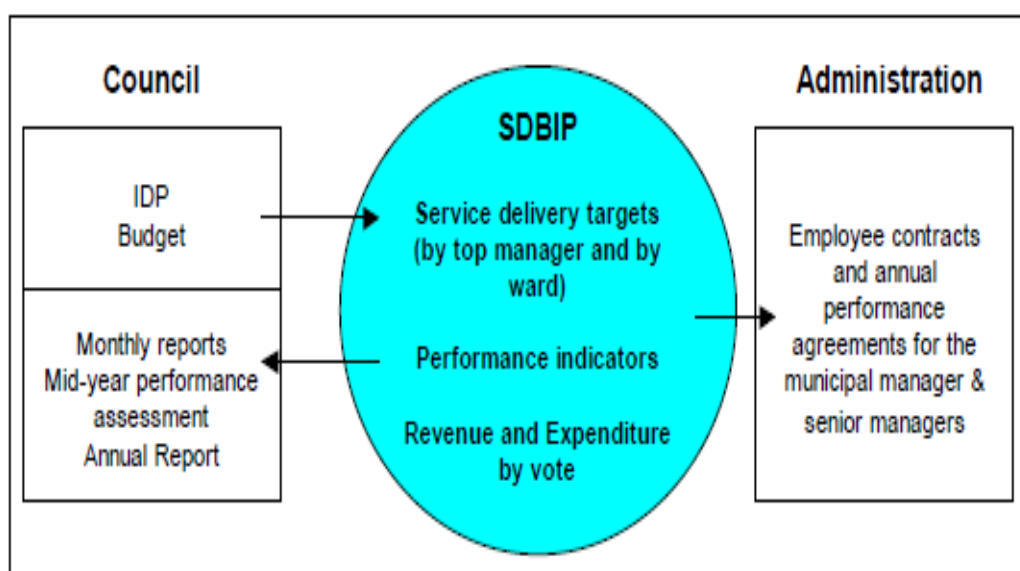 Council
IDP
Budget
Monthly reports
Mid-year performance
assessment
Annual Report
SDBIP
Service delivery targets
(by top manager and by
ward)
Performance indicators
Revenue and Expenditure
by vote
Administration
Employee contracts
and annual
performance
agreements for the
municipal manager &
senior managers